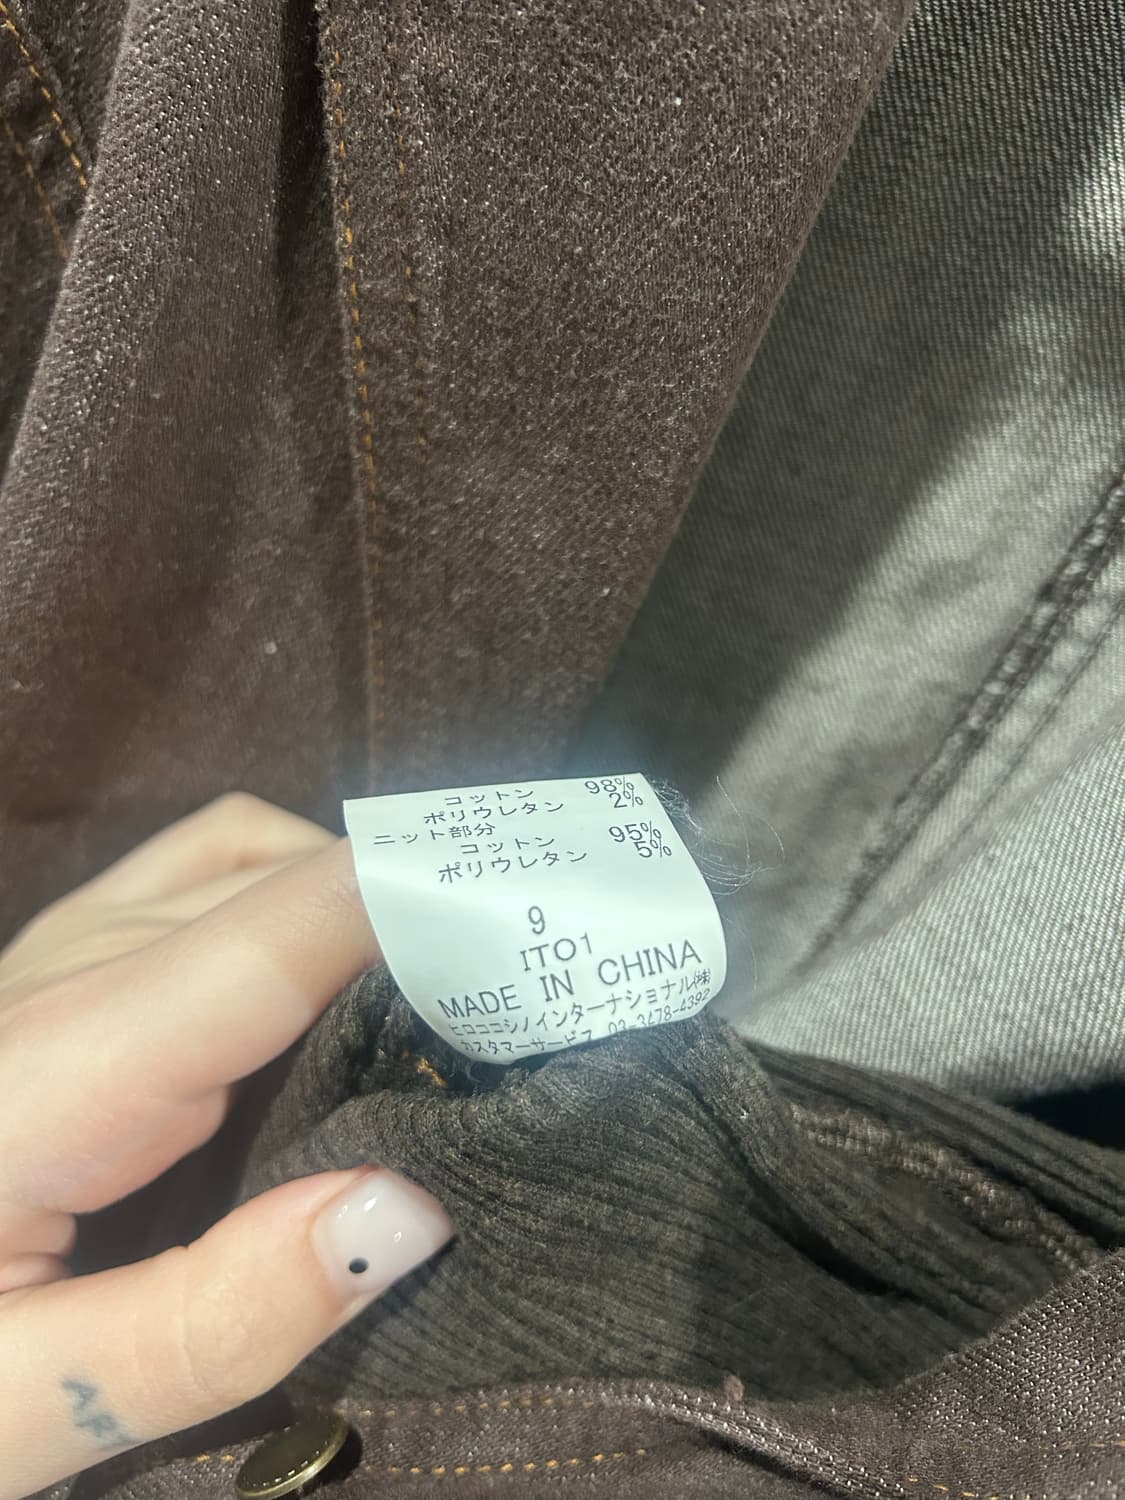 コットン 98%
ポリウレタン 2%
ニット部分
コットン 95%
ポリウレタン 5%
9
ITO1
MADE IN CHINA
ヒロココシノインターナショナル㈱
カスタマーサービス 03-3478-4392